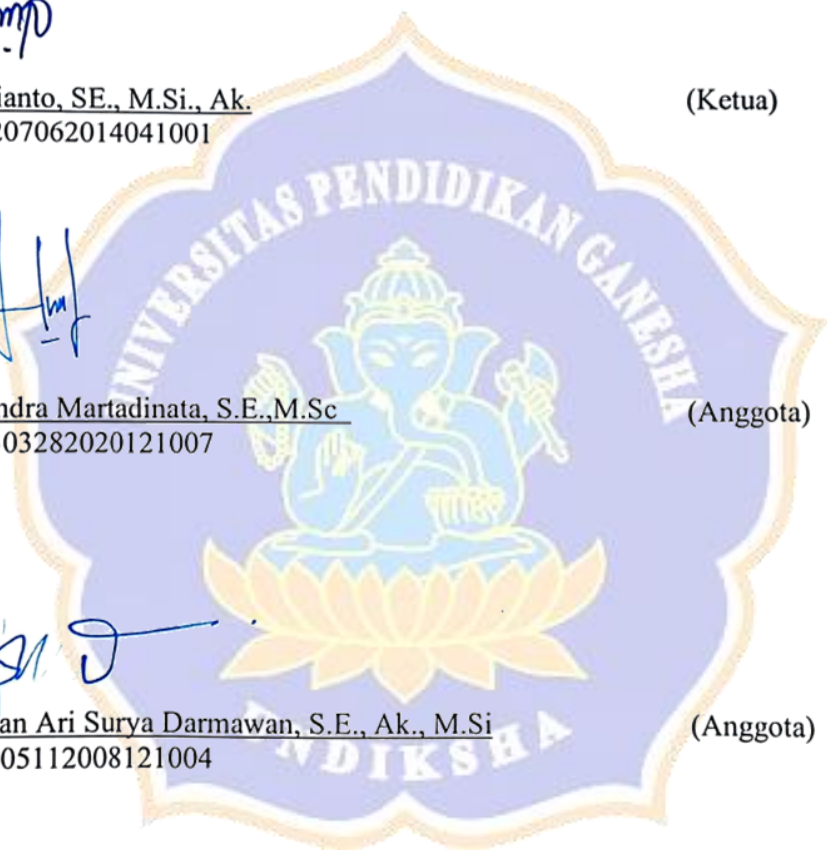 ianto, SE., M.Si., Ak. (Ketua)
207062014041001
UNIVERSITAS PENDIDIKAN GANESHA
ndra Martadinata, S.E.,M.Sc (Anggota)
03282020121007
an Ari Surya Darmawan, S.E., Ak., M.Si (Anggota)
05112008121004
UNDIKSHA